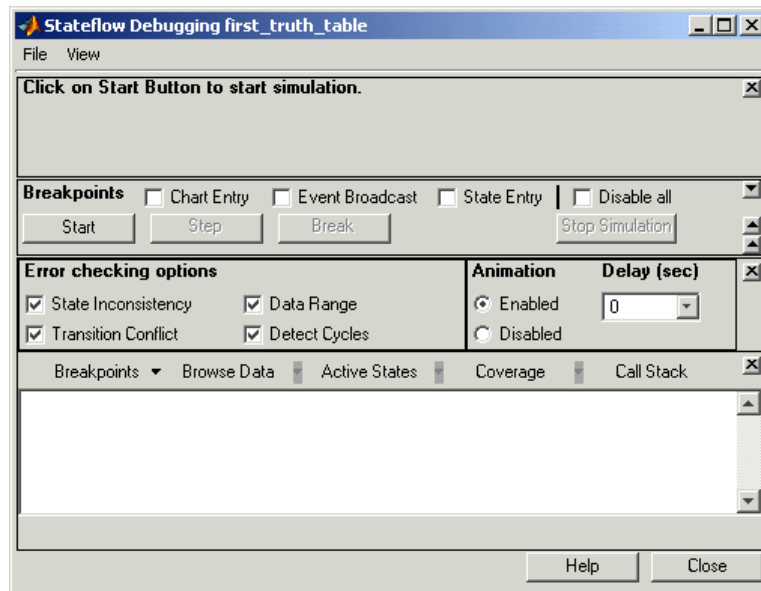 Stateflow Debugging first_truth_table
File View
Click on Start Button to start simulation.
Breakpoints Chart Entry Event Broadcast State Entry Disable all
Start Step Break Stop Simulation
Error checking options Animation Delay (sec)
State Inconsistency Data Range Enabled 0
Transition Conflict Detect Cycles Disabled
Breakpoints Browse Data Active States Coverage Call Stack
Help Close